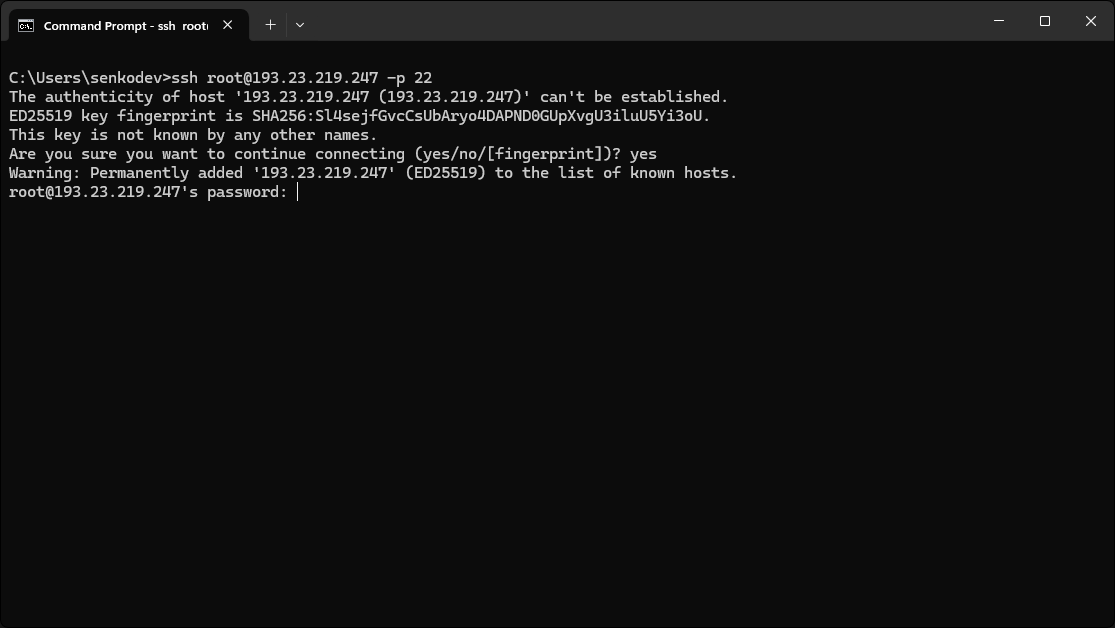 Command Prompt - ssh root
C:\Users\senkodev>ssh root@193.23.219.247 -p 22
The authenticity of host '193.23.219.247 (193.23.219.247)' can't be established.
ED25519 key fingerprint is SHA256:Sl4sejfGvcCsUbAryo4DAPND0GUpXvgU3iluU5Yi3oU.
This key is not known by any other names.
Are you sure you want to continue connecting (yes/no/[fingerprint])? yes
Warning: Permanently added '193.23.219.247' (ED25519) to the list of known hosts.
root@193.23.219.247's password: